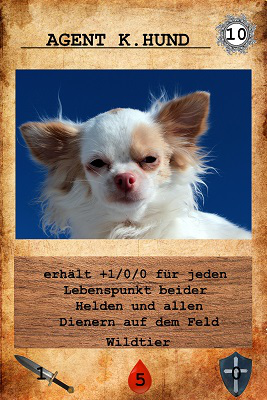 AGENT K.HUND
10
erhält +1/0/0 für jeden
Lebenspunkt beider
Helden und allen
Dienern auf dem Feld
Wildtier
1
5
0